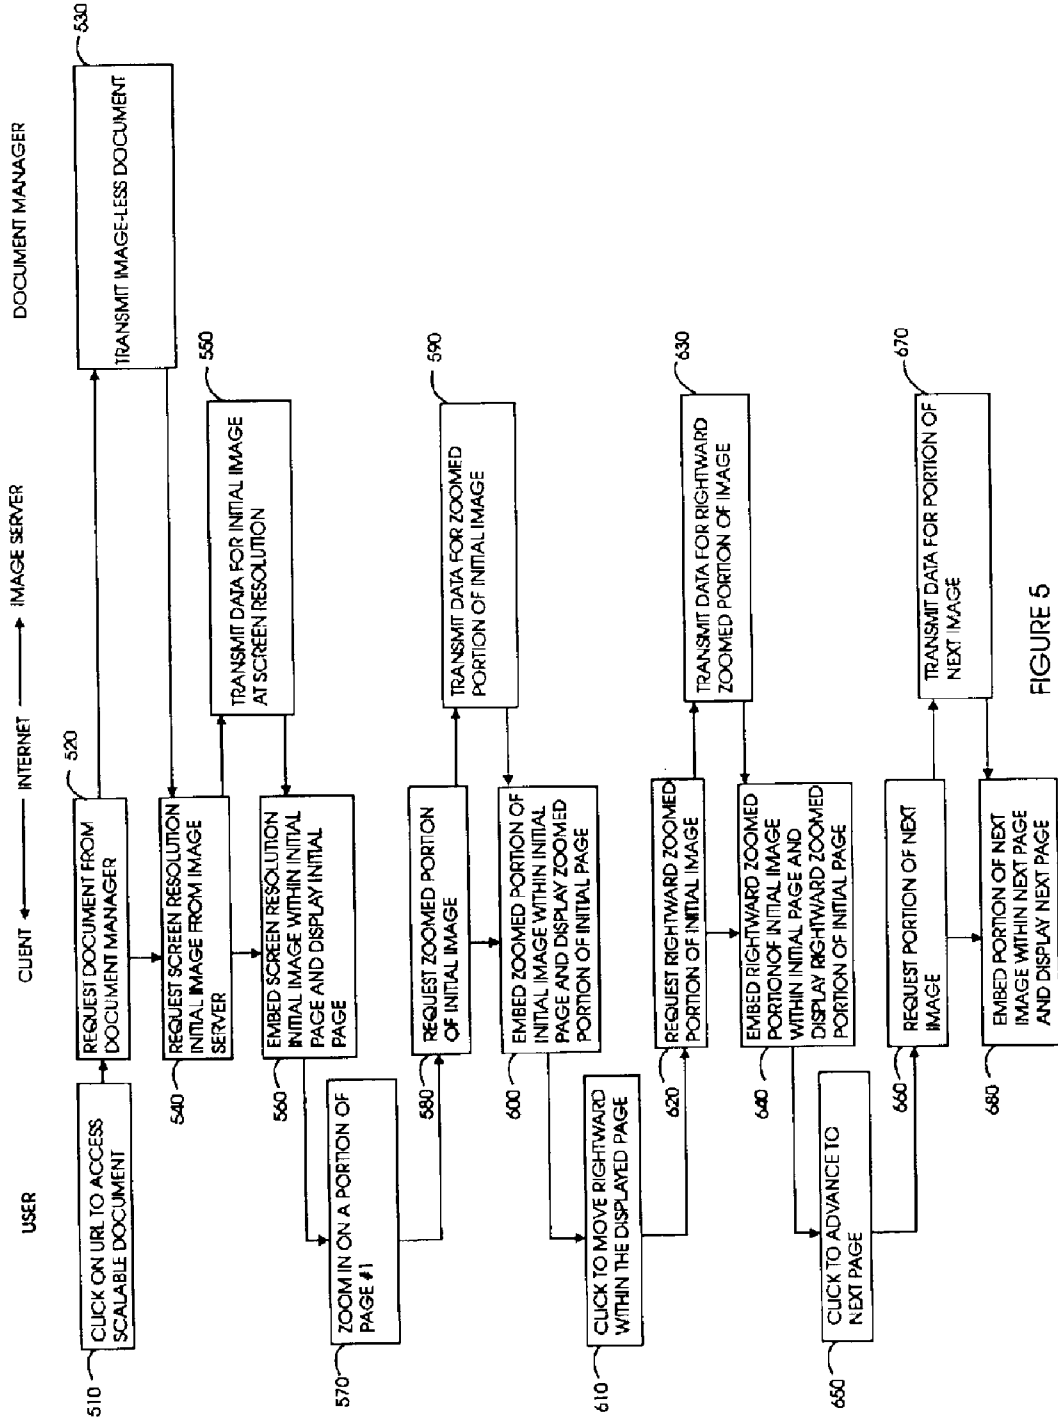 USER
CLIENT
INTERNET
IMAGE SERVER
DOCUMENT MANAGER
510
CLICK ON URL TO ACCESS
SCALABLE DOCUMENT
520
REQUEST DOCUMENT FROM
DOCUMENT MANAGER
530
TRANSMIT IMAGE-LESS DOCUMENT
540
REQUEST SCREEN RESOLUTION
INITIAL IMAGE FROM IMAGE
SERVER
550
TRANSMIT DATA FOR INITIAL IMAGE
AT SCREEN RESOLUTION
560
EMBED SCREEN RESOLUTION
INITIAL IMAGE WITHIN INITIAL
PAGE AND DISPLAY INITIAL
PAGE
570
ZOOM IN ON A PORTION OF
PAGE #1
580
REQUEST ZOOMED PORTION
OF INITIAL IMAGE
590
TRANSMIT DATA FOR ZOOMED
PORTION OF INITIAL IMAGE
600
EMBED ZOOMED PORTION OF
INITIAL IMAGE WITHIN INITIAL
PAGE AND DISPLAY ZOOMED
PORTION OF INITIAL PAGE
610
CLICK TO MOVE RIGHTWARD
WITHIN THE DISPLAYED PAGE
620
REQUEST RIGHTWARD ZOOMED
PORTION OF INITIAL IMAGE
630
TRANSMIT DATA FOR RIGHTWARD
ZOOMED PORTION OF IMAGE
640
EMBED RIGHTWARD ZOOMED
PORTIONOF INITIAL IMAGE
WITHIN INITIAL PAGE AND
DISPLAY RIGHTWARD ZOOMED
PORTION OF INITIAL PAGE
650
CLICK TO ADVANCE TO
NEXT PAGE
660
REQUEST PORTION OF NEXT
IMAGE
670
TRANSMIT DATA FOR PORTION OF
NEXT IMAGE
680
EMBED PORTION OF NEXT
IMAGE WITHIN NEXT PAGE
AND DISPLAY NEXT PAGE
FIGURE 5